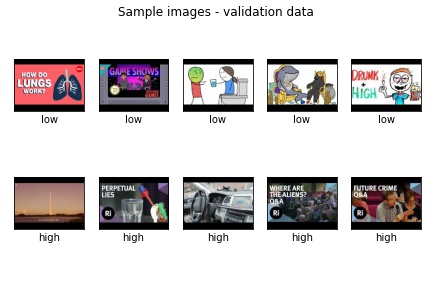 Sample images - validation data
HOW DO
LUNGS
WORK?
GAME SHOWS
DRUNK
+
HIGH
low
low
low
low
low
PERPETUAL
LIES
Ri
WHERE ARE
THE ALIENS?
Q&A
Ri
FUTURE CRIME
Q&A
Ri
high
high
high
high
high